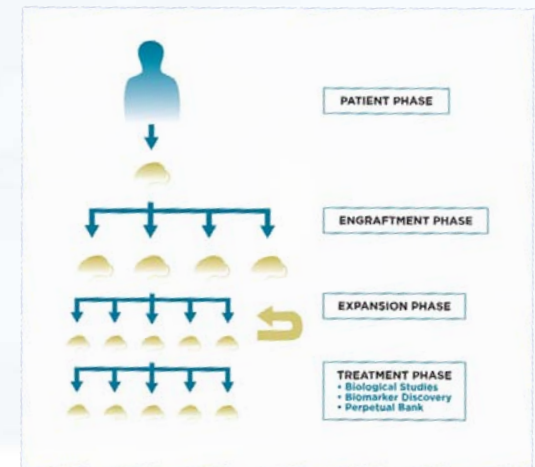 PATIENT PHASE
ENGRAFTMENT PHASE
EXPANSION PHASE
TREATMENT PHASE
• Biological Studies
• Biomarker Discovery
• Perpetual Bank